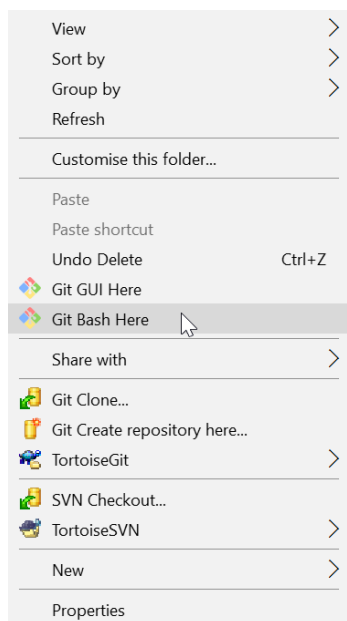 View
Sort by
Group by
Refresh
Customise this folder...
Paste
Paste shortcut
Undo Delete Ctrl+Z
Git GUI Here
Git Bash Here
Share with
Git Clone...
Git Create repository here...
TortoiseGit
SVN Checkout...
TortoiseSVN
New
Properties